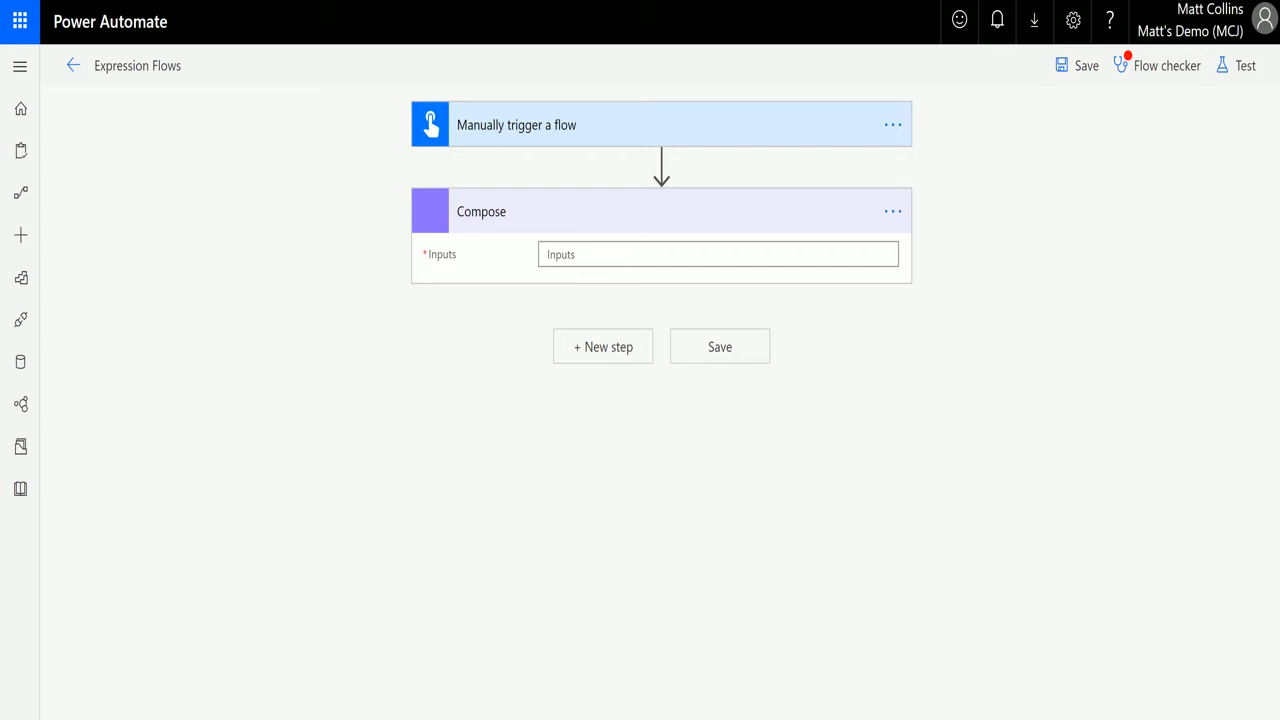 Power Automate
?
Matt Collins
Matt's Demo (MCJ)
Expression Flows
Save
Flow checker
Test
Manually trigger a flow
...
Compose
...
*Inputs
Inputs
+ New step
Save